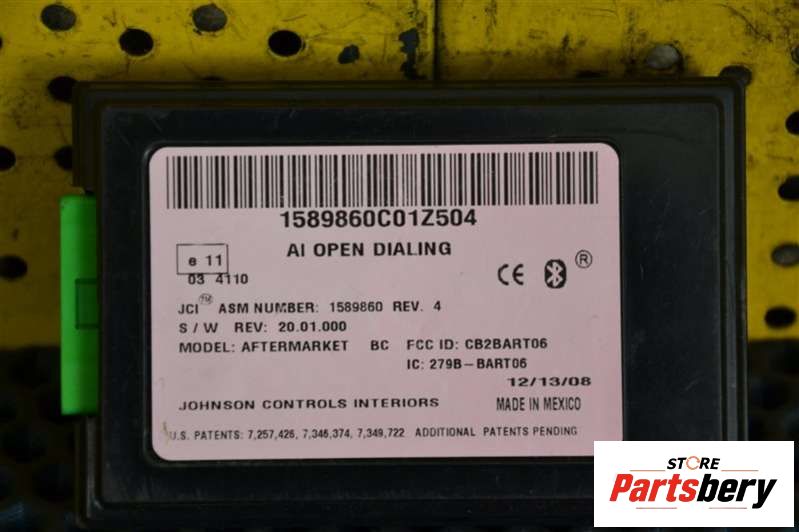 1589860C01Z504
AI OPEN DIALING
e 11
03 4110
CE
®
JCI™ ASM NUMBER: 1589860 REV. 4
S / W REV: 20.01.000
MODEL: AFTERMARKET BC FCC ID: CB2BART06
IC: 279B-BART06
12/13/08
JOHNSON CONTROLS INTERIORS MADE IN MEXICO
U.S. PATENTS: 7,257,426, 7,346,374, 7,349,722 ADDITIONAL PATENTS PENDING
STORE
Partsbery